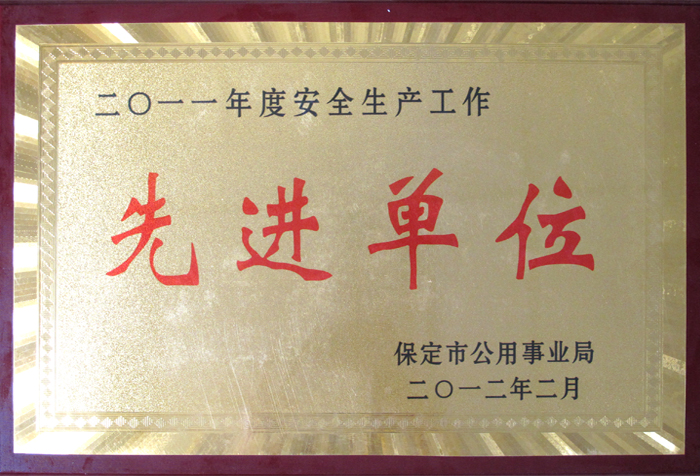 二〇一一年度安全生产工作
先进单位
保定市公用事业局
二〇一二年二月